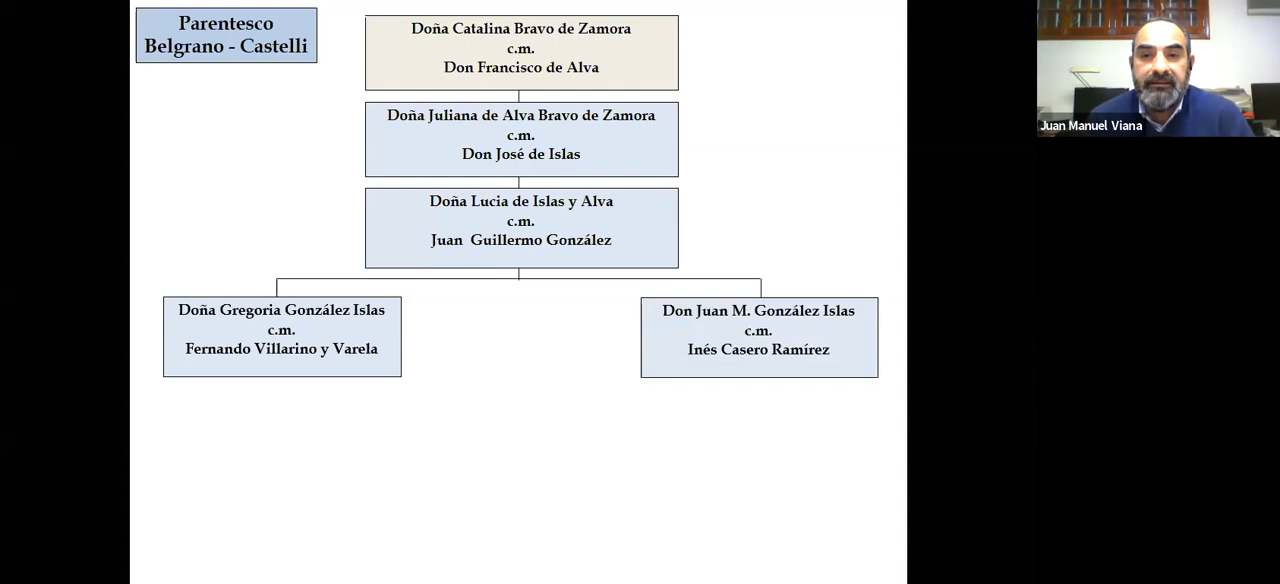 Parentesco
Belgrano - Castelli
Doña Catalina Bravo de Zamora
c.m.
Don Francisco de Alva
Doña Juliana de Alva Bravo de Zamora
c.m.
Don José de Islas
Doña Lucia de Islas y Alva
c.m.
Juan Guillermo González
Doña Gregoria González Islas
c.m.
Fernando Villarino y Varela
Don Juan M. González Islas
c.m.
Inés Casero Ramírez
Juan Manuel Viana